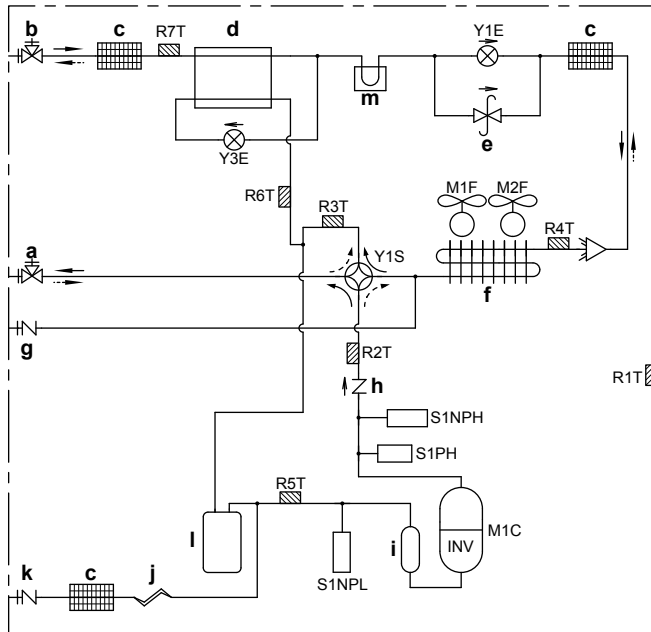 b
c
R7T
d
m
Y1E
c
e
Y3E
R6T
R3T
M1F
M2F
R4T
a
Y1S
f
g
R2T
R1T
h
S1NPH
S1PH
R5T
l
i
M1C
INV
S1NPL
k
c
j